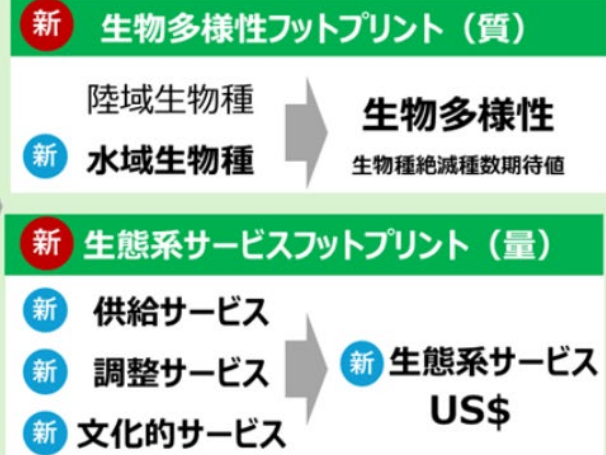 新 生物多様性フットプリント（質）
陸域生物種
新 水域生物種
生物多様性
生物種絶滅種数期待値
新 生態系サービスフットプリント（量）
新 供給サービス
新 調整サービス
新 文化的サービス
新 生態系サービス
US$